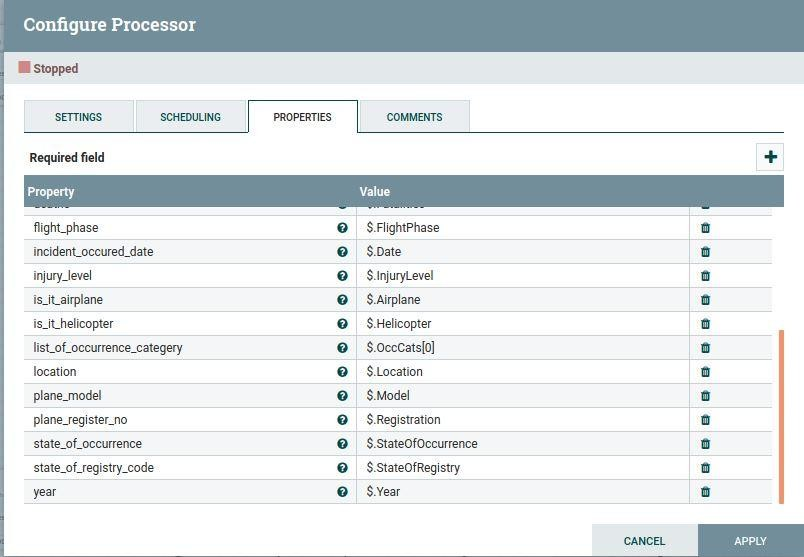 Configure Processor
Stopped
SETTINGS SCHEDULING PROPERTIES COMMENTS
Required field
Property Value
flight_phase $.FlightPhase
incident_occured_date $.Date
injury_level $.InjuryLevel
is_it_airplane $.Airplane
is_it_helicopter $.Helicopter
list_of_occurrence_categery $.OccCats[0]
location $.Location
plane_model $.Model
plane_register_no $.Registration
state_of_occurrence $.StateOfOccurrence
state_of_registry_code $.StateOfRegistry
year $.Year
CANCEL APPLY